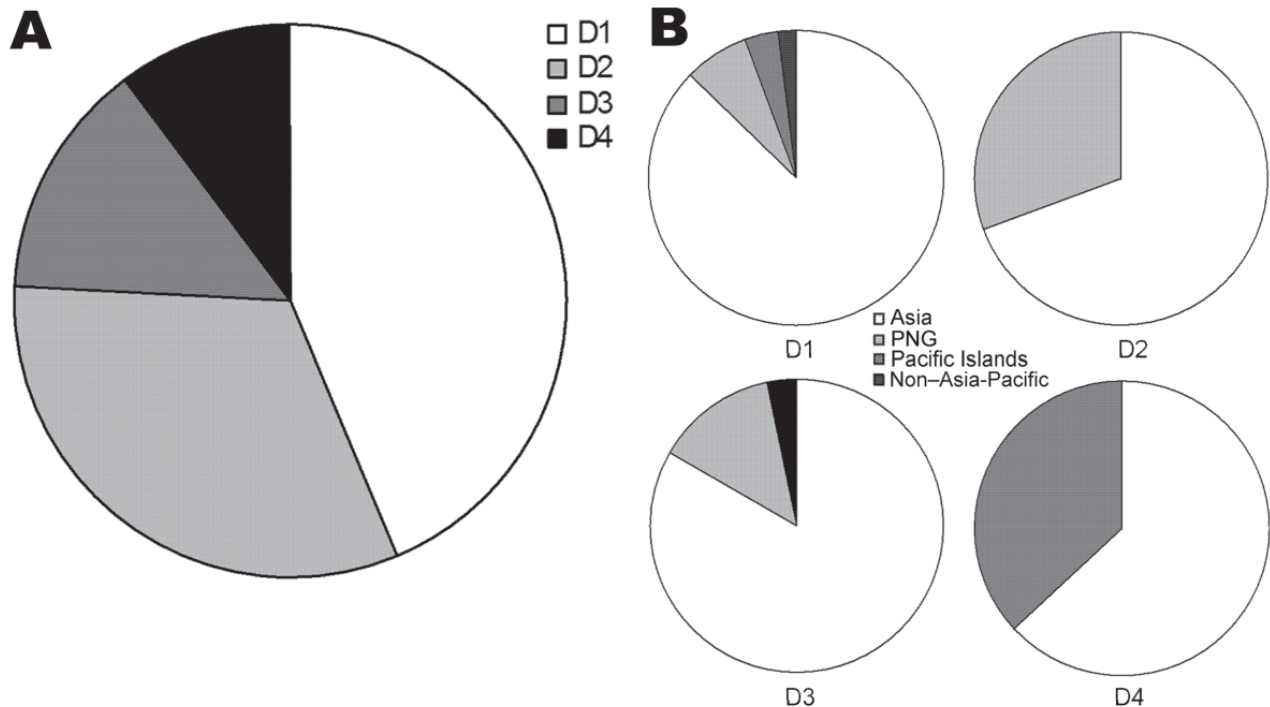 A
D1
D2
D3
D4
B
D1
D2
Asia
PNG
Pacific Islands
Non–Asia-Pacific
D3
D4